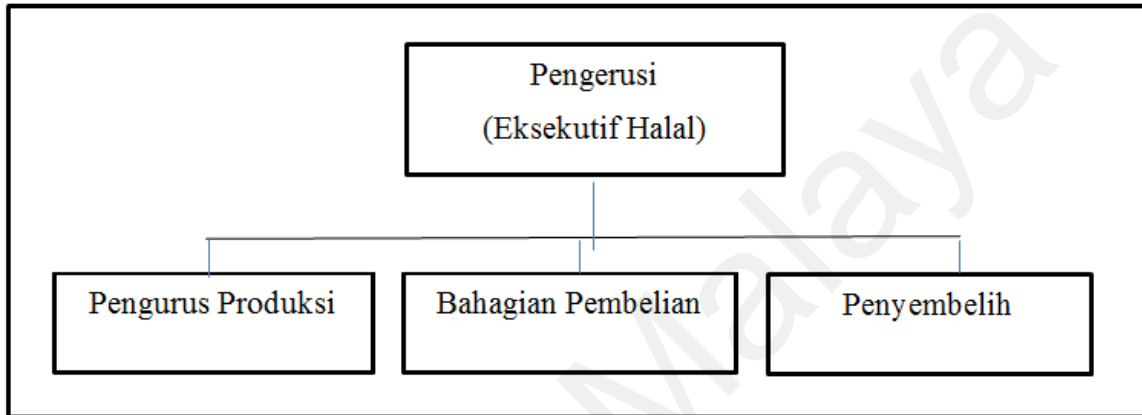 Pengerusi
(Eksekutif Halal)
Pengurus Produksi
Bahagian Pembelian
Penyembelih
Malaya